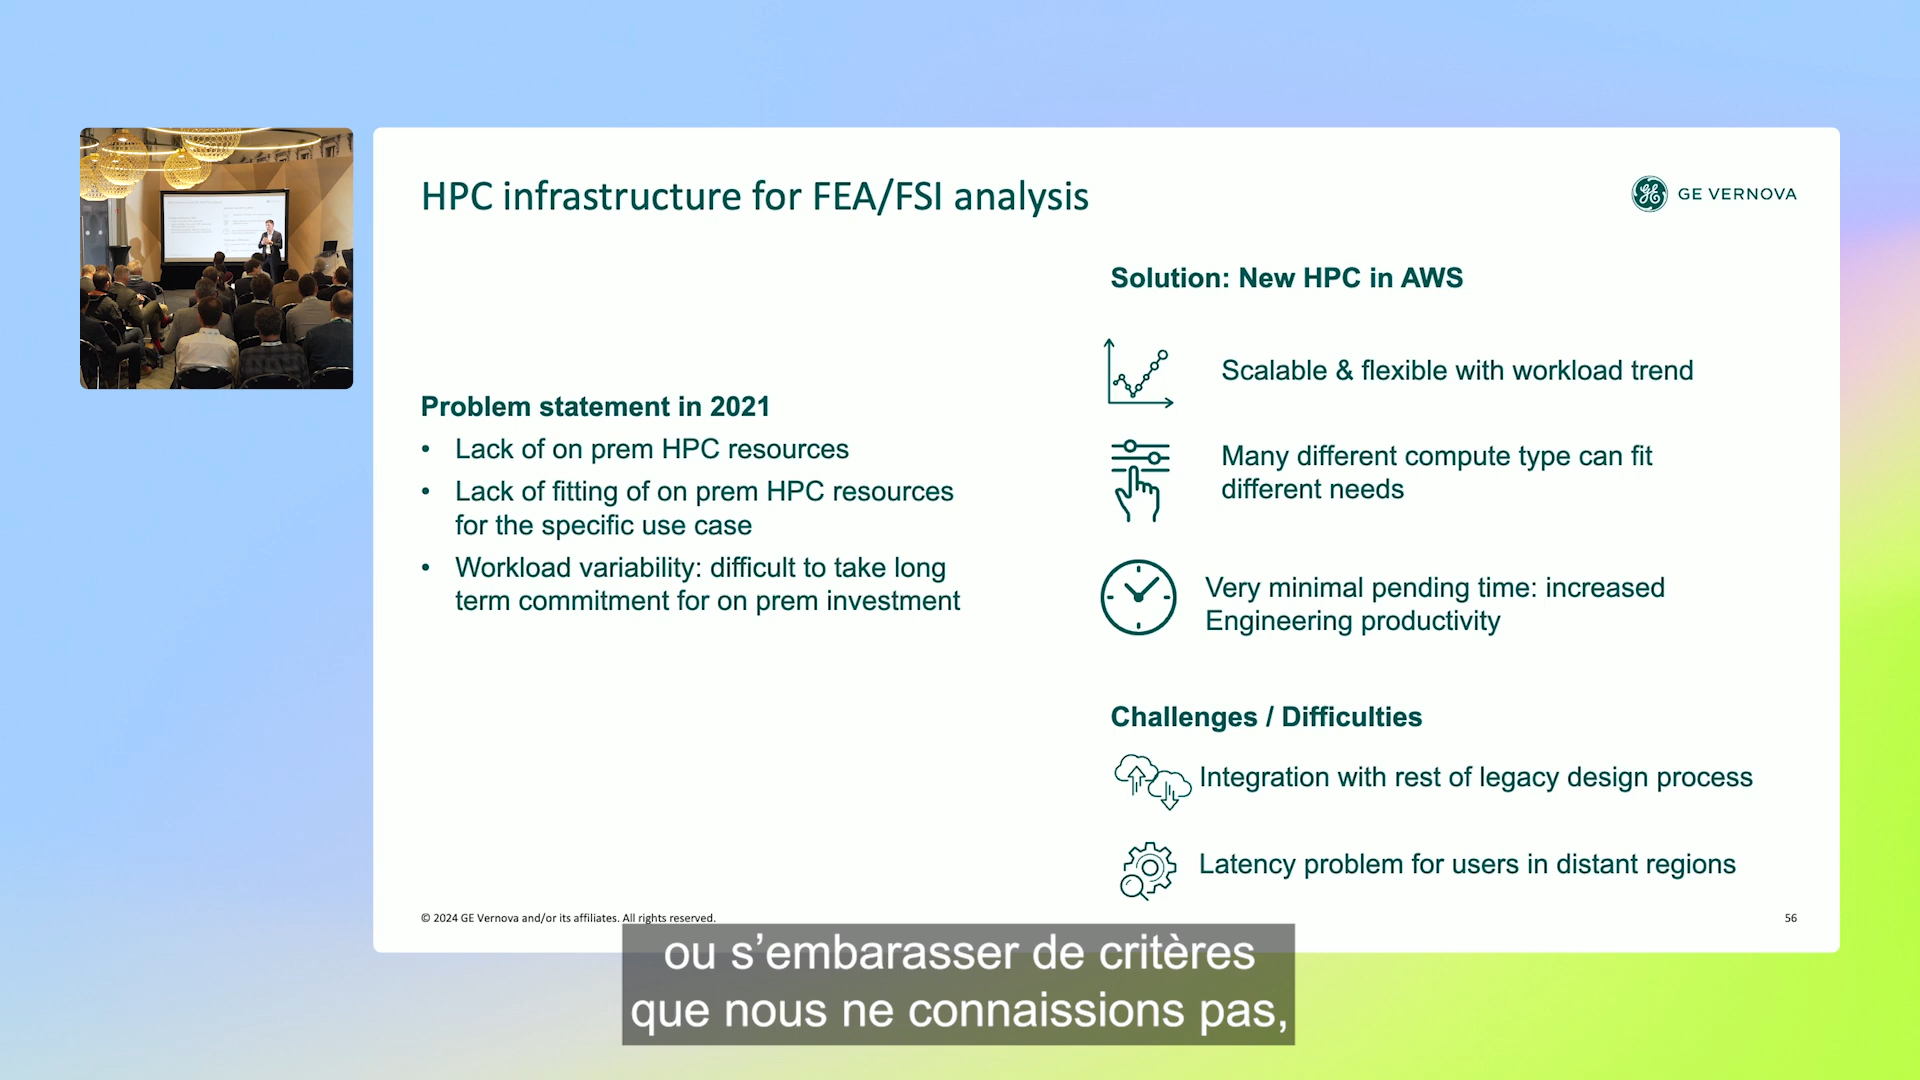 HPC infrastructure for FEA/FSI analysis
GE VERNOVA
Problem statement in 2021
• Lack of on prem HPC resources
• Lack of fitting of on prem HPC resources
for the specific use case
• Workload variability: difficult to take long
term commitment for on prem investment
Solution: New HPC in AWS
Scalable & flexible with workload trend
Many different compute type can fit
different needs
Very minimal pending time: increased
Engineering productivity
Challenges / Difficulties
Integration with rest of legacy design process
Latency problem for users in distant regions
© 2024 GE Vernova and/or its affiliates. All rights reserved.
56
ou s’embarasser de critères
que nous ne connaissions pas,